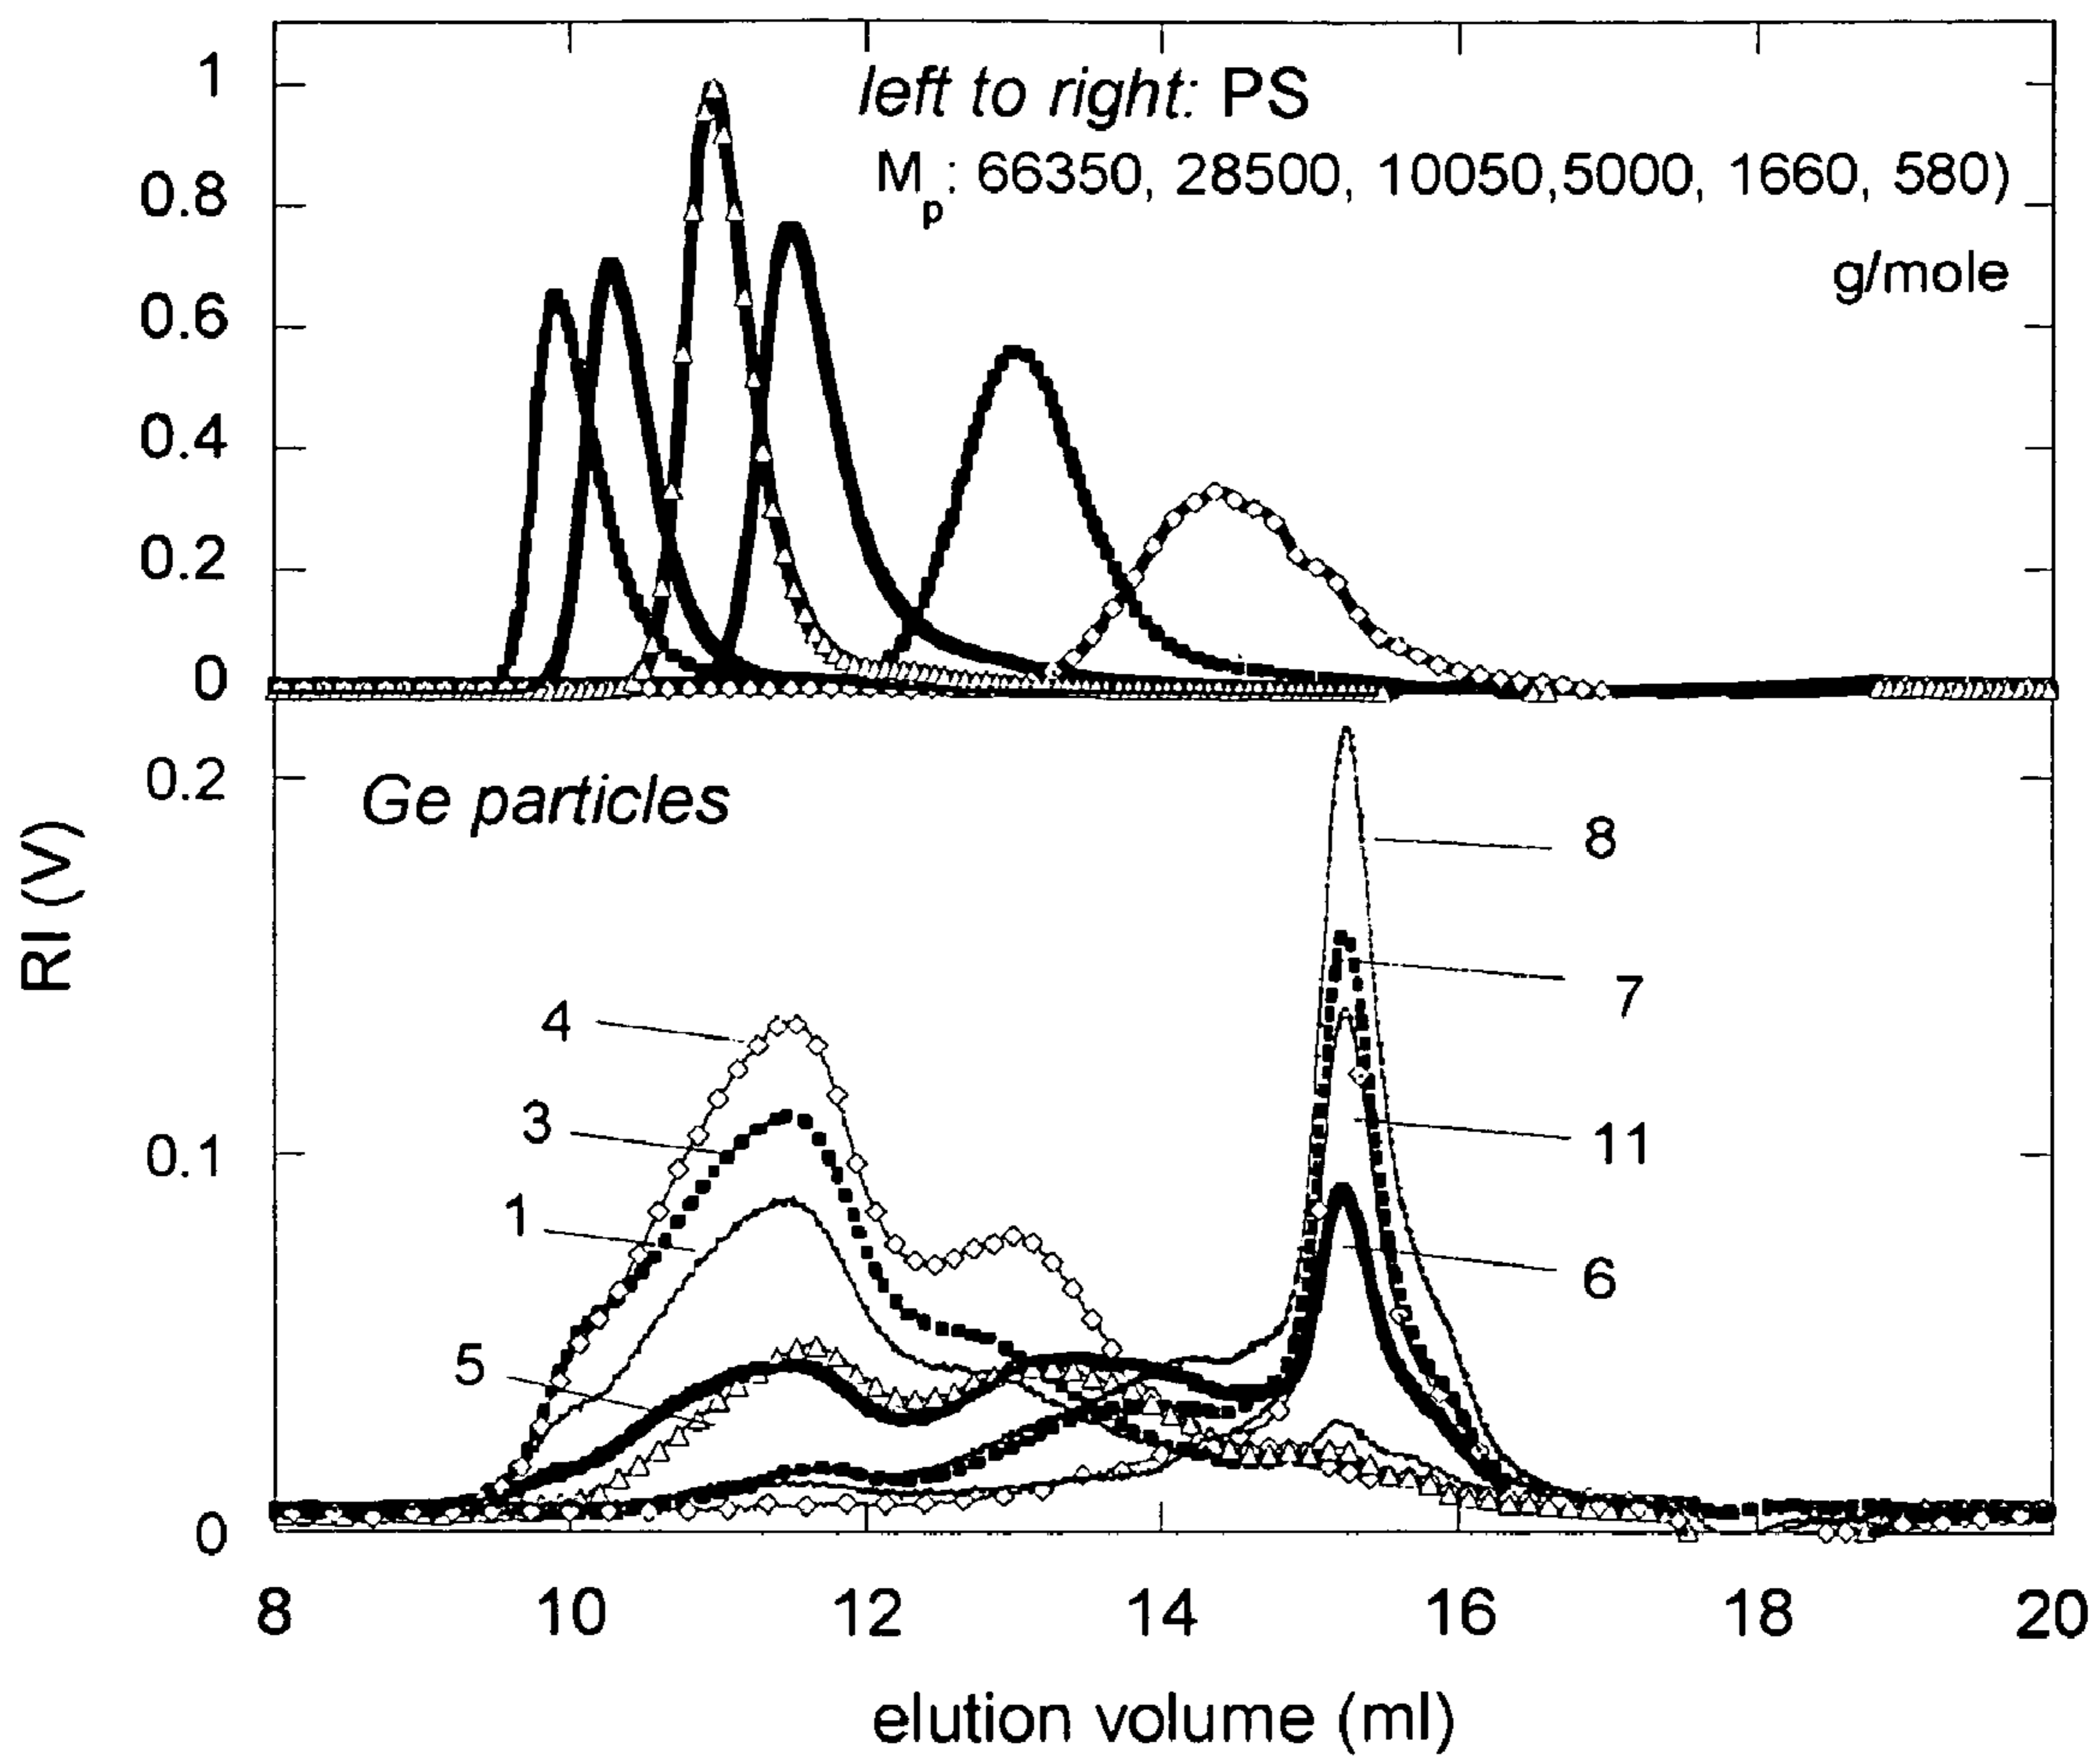 1
left to right: PS
Mp: 66350, 28500, 10050,5000, 1660, 580)
0.8
g/mole
0.6
0.4
0.2
0
0.2
Ge particles
8
RI (V)
7
4
3
11
0.1
1
6
5
0
8 10 12 14 16 18 20
elution volume (ml)